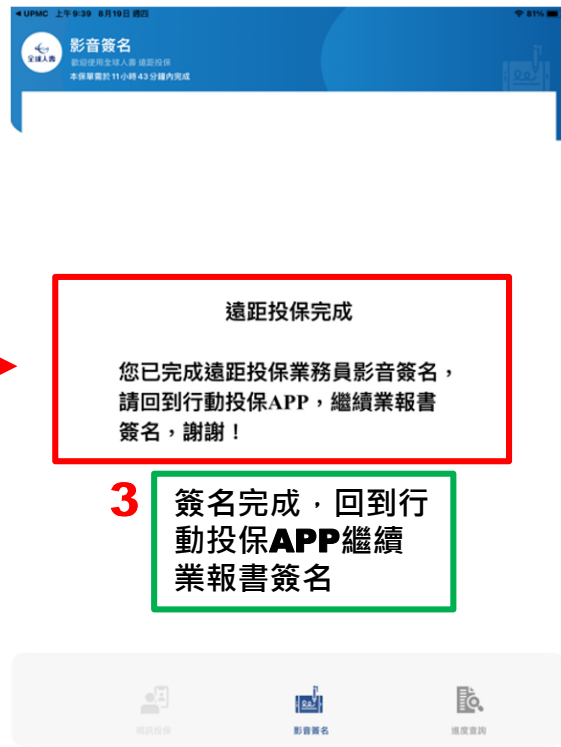 ◀ UPMC 上午9:39 8月19日 週四 81%
全球人壽
影音簽名
歡迎使用全球人壽 遠距投保
本保單需於11小時43分鐘內完成
遠距投保完成
您已完成遠距投保業務員影音簽名，
請回到行動投保APP，繼續業報書
簽名，謝謝！
3
簽名完成，回到行
動投保APP繼續
業報書簽名
視訊投保 影音簽名 進度查詢